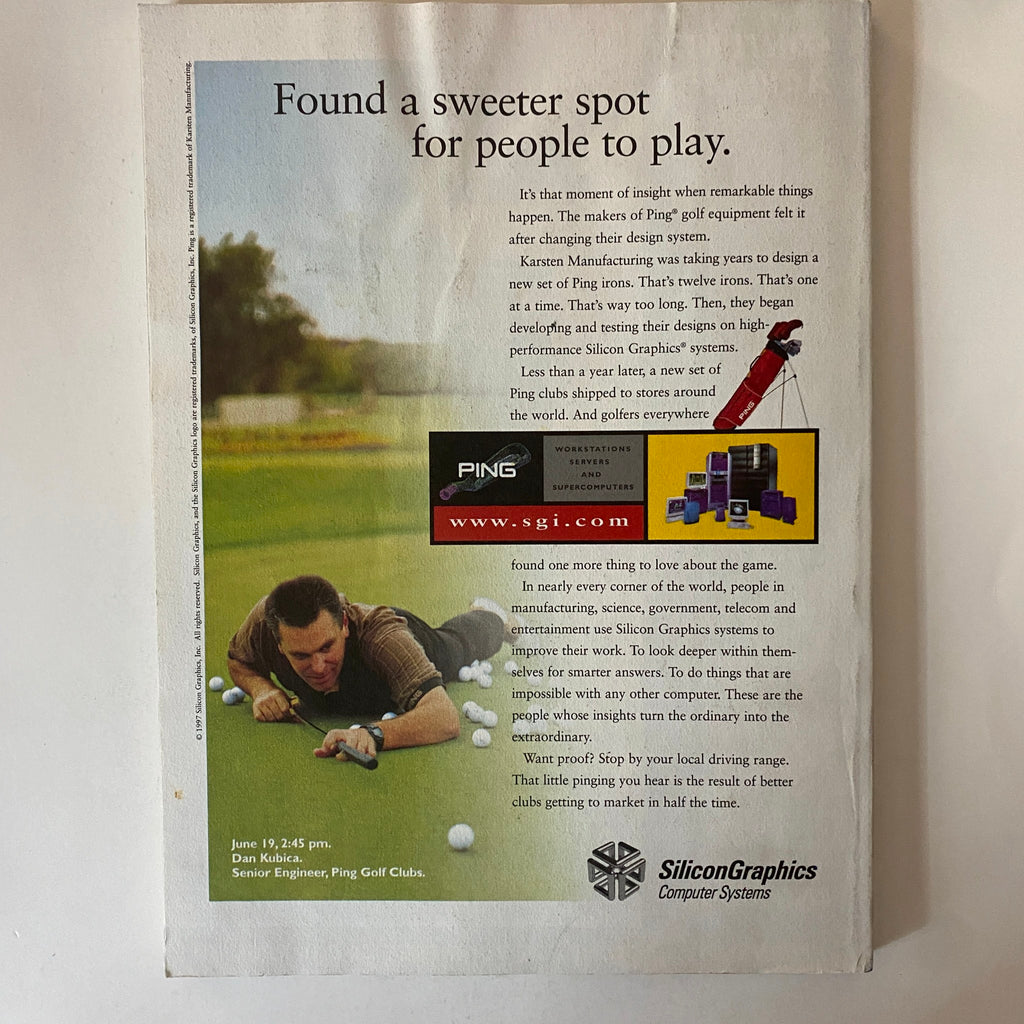 Found a sweeter spot
for people to play.
It's that moment of insight when remarkable things
happen. The makers of Ping® golf equipment felt it
after changing their design system.
Karsten Manufacturing was taking years to design a
new set of Ping irons. That's twelve irons. That's one
at a time. That's way too long. Then, they began
developing and testing their designs on high-
performance Silicon Graphics® systems.
Less than a year later, a new set of
Ping clubs shipped to stores around
the world. And golfers everywhere
PING
PING
WORKSTATIONS
SERVERS
AND
SUPERCOMPUTERS
www.sgi.com
found one more thing to love about the game.
In nearly every corner of the world, people in
manufacturing, science, government, telecom and
entertainment use Silicon Graphics systems to
improve their work. To look deeper within them-
selves for smarter answers. To do things that are
impossible with any other computer. These are the
people whose insights turn the ordinary into the
extraordinary.
Want proof? Stop by your local driving range.
That little pinging you hear is the result of better
clubs getting to market in half the time.
PING
June 19, 2:45 pm.
Dan Kubica.
Senior Engineer, Ping Golf Clubs.
SiliconGraphics
Computer Systems
© 1997 Silicon Graphics, Inc. All rights reserved. Silicon Graphics, and the Silicon Graphics logo are registered trademarks, of Silicon Graphics, Inc. Ping is a registered trademark of Karsten Manufacturing.